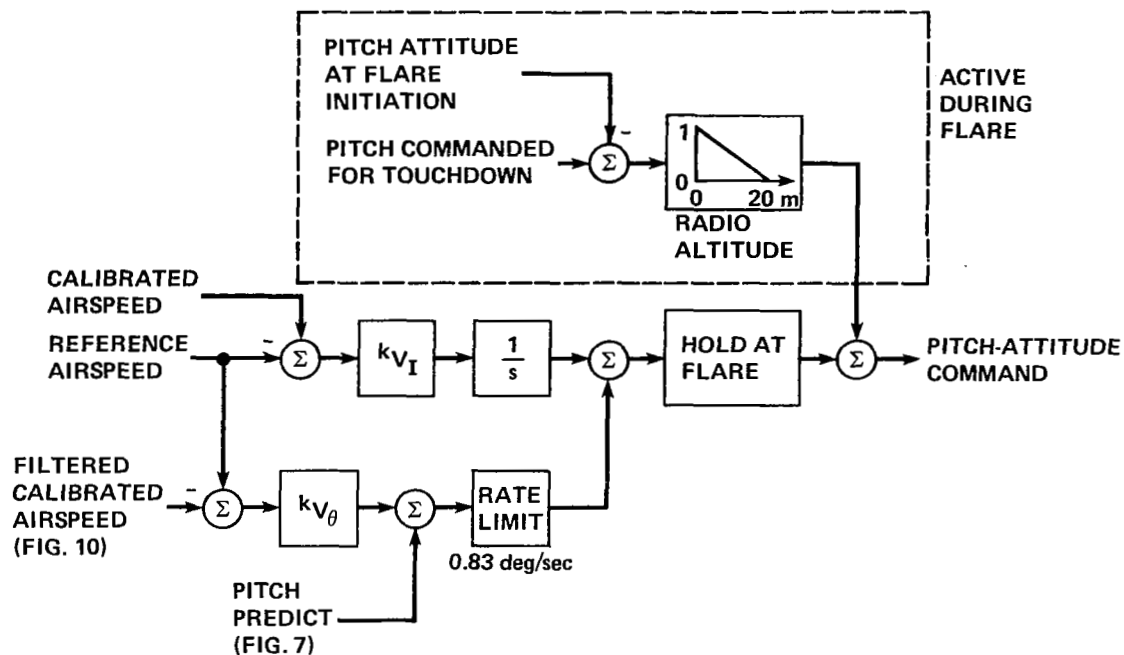 PITCH ATTITUDE
AT FLARE
INITIATION
ACTIVE
DURING
FLARE
PITCH COMMANDED
FOR TOUCHDOWN
−
Σ
1
0
0 20 m
RADIO
ALTITUDE
CALIBRATED
AIRSPEED
REFERENCE
AIRSPEED
−
Σ
kVI
1
s
Σ
HOLD AT
FLARE
Σ
PITCH-ATTITUDE
COMMAND
FILTERED
CALIBRATED
AIRSPEED
(FIG. 10)
−
Σ
kVθ
Σ
RATE
LIMIT
0.83 deg/sec
PITCH
PREDICT
(FIG. 7)